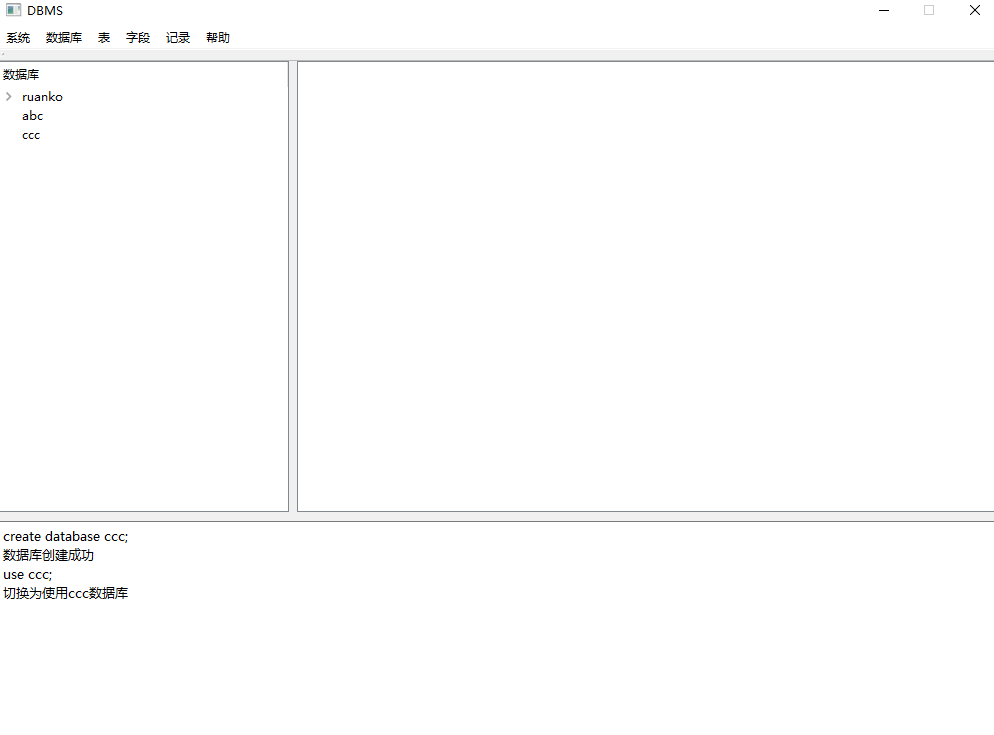 DBMS
系统 数据库 表 字段 记录 帮助
数据库
ruanko
abc
ccc
create database ccc;
数据库创建成功
use ccc;
切换为使用ccc数据库